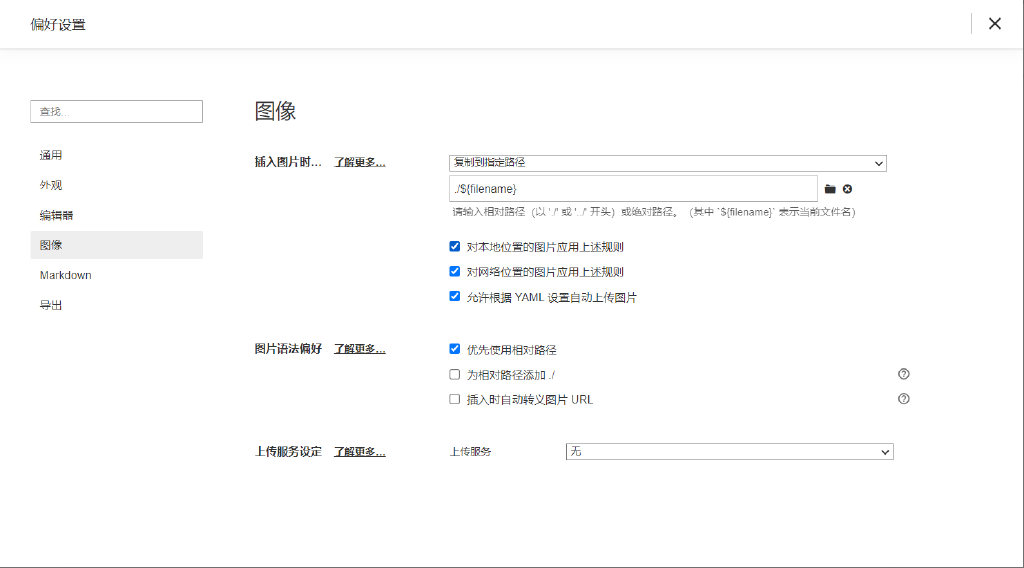 偏好设置
查找...
通用
外观
编辑器
图像
Markdown
导出
图像
插入图片时... 了解更多...
复制到指定路径
./${filename}
请输入相对路径（以 './' 或 '../' 开头）或绝对路径。（其中 `${filename}` 表示当前文件名）
对本地位置的图片应用上述规则
对网络位置的图片应用上述规则
允许根据 YAML 设置自动上传图片
图片语法偏好 了解更多...
优先使用相对路径
为相对路径添加 ./
插入时自动转义图片 URL
上传服务设定 了解更多...
上传服务 无